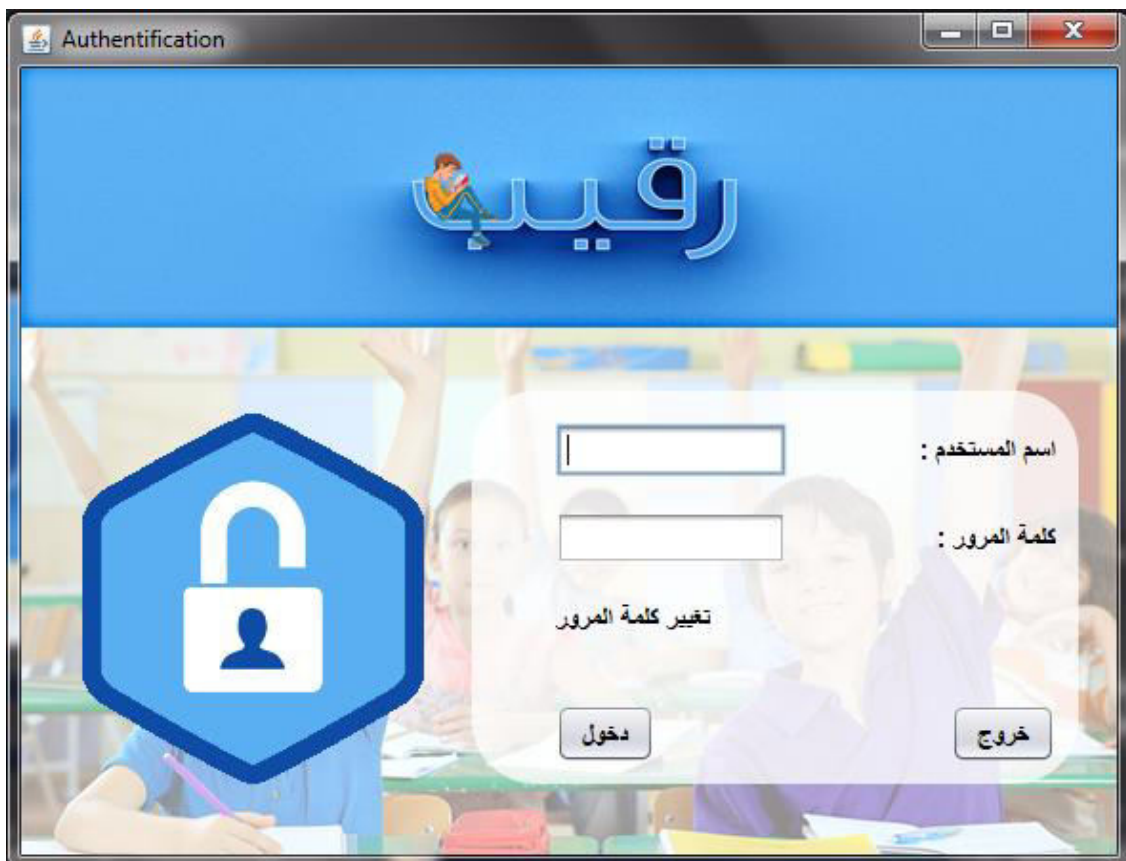 Authentification
رقيب
اسم المستخدم :
كلمة المرور :
تغيير كلمة المرور
خروج
دخول